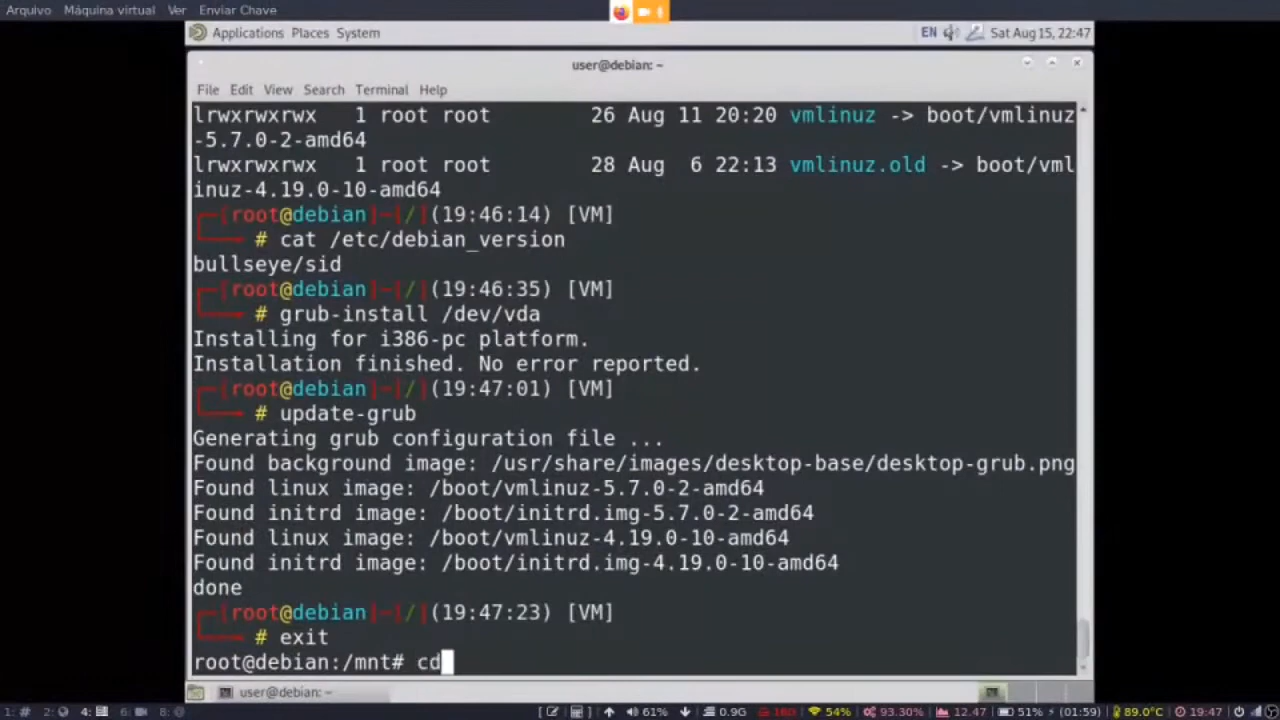 Arquivo Máquina virtual Ver Enviar Chave
Applications Places System EN Sat Aug 15, 22:47
user@debian: ~
File Edit View Search Terminal Help
lrwxrwxrwx   1 root root        26 Aug 11 20:20 vmlinuz -> boot/vmlinuz
-5.7.0-2-amd64
lrwxrwxrwx   1 root root        28 Aug  6 22:13 vmlinuz.old -> boot/vml
inuz-4.19.0-10-amd64
┌─[root@debian]─[/](19:46:14) [VM]
└──── # cat /etc/debian_version
bullseye/sid
┌─[root@debian]─[/](19:46:35) [VM]
└──── # grub-install /dev/vda
Installing for i386-pc platform.
Installation finished. No error reported.
┌─[root@debian]─[/](19:47:01) [VM]
└──── # update-grub
Generating grub configuration file ...
Found background image: /usr/share/images/desktop-base/desktop-grub.png
Found linux image: /boot/vmlinuz-5.7.0-2-amd64
Found initrd image: /boot/initrd.img-5.7.0-2-amd64
Found linux image: /boot/vmlinuz-4.19.0-10-amd64
Found initrd image: /boot/initrd.img-4.19.0-10-amd64
done
┌─[root@debian]─[/](19:47:23) [VM]
└──── # exit
root@debian:/mnt# cd
user@debian: ~
1: # 2: 4: 6: 8: 61% 0.9G 16G 54% 93.30% 12.47 51% (01:59) 89.0°C 19:47